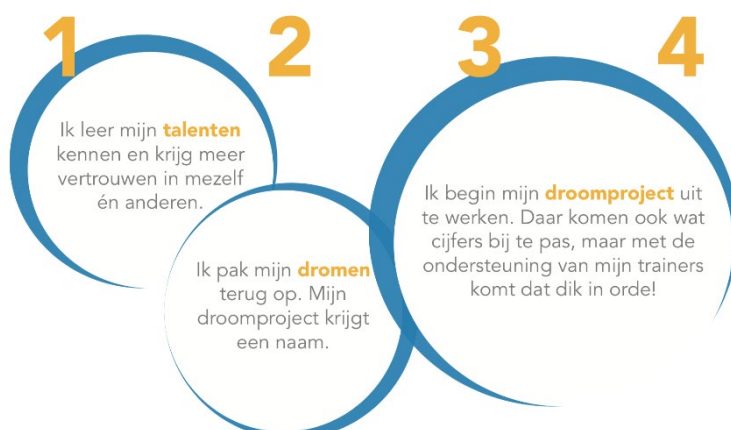 1
2
3
4
Ik leer mijn talenten
kennen en krijg meer
vertrouwen in mezelf
én anderen.
Ik pak mijn dromen
terug op. Mijn
droomproject krijgt
een naam.
Ik begin mijn droomproject uit
te werken. Daar komen ook wat
cijfers bij te pas, maar met de
ondersteuning van mijn trainers
komt dat dik in orde!